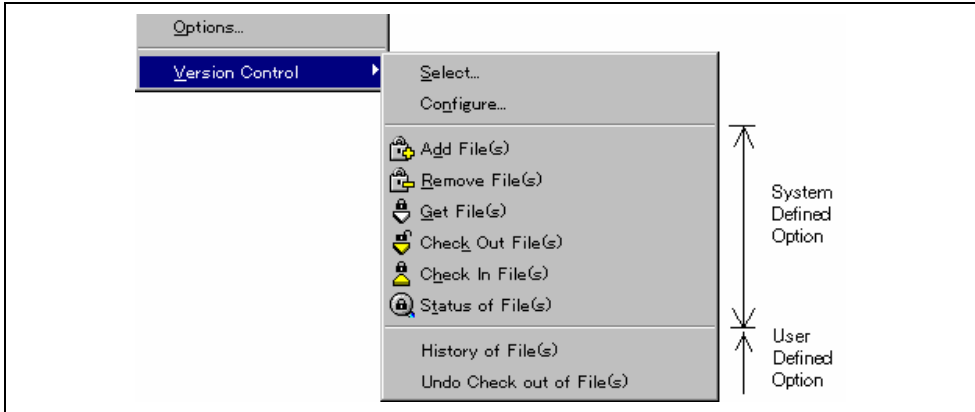 Options...
Version Control
Select...
Configure...
Add File(s)
Remove File(s)
Get File(s)
Check Out File(s)
Check In File(s)
Status of File(s)
History of File(s)
Undo Check out of File(s)
System
Defined
Option
User
Defined
Option